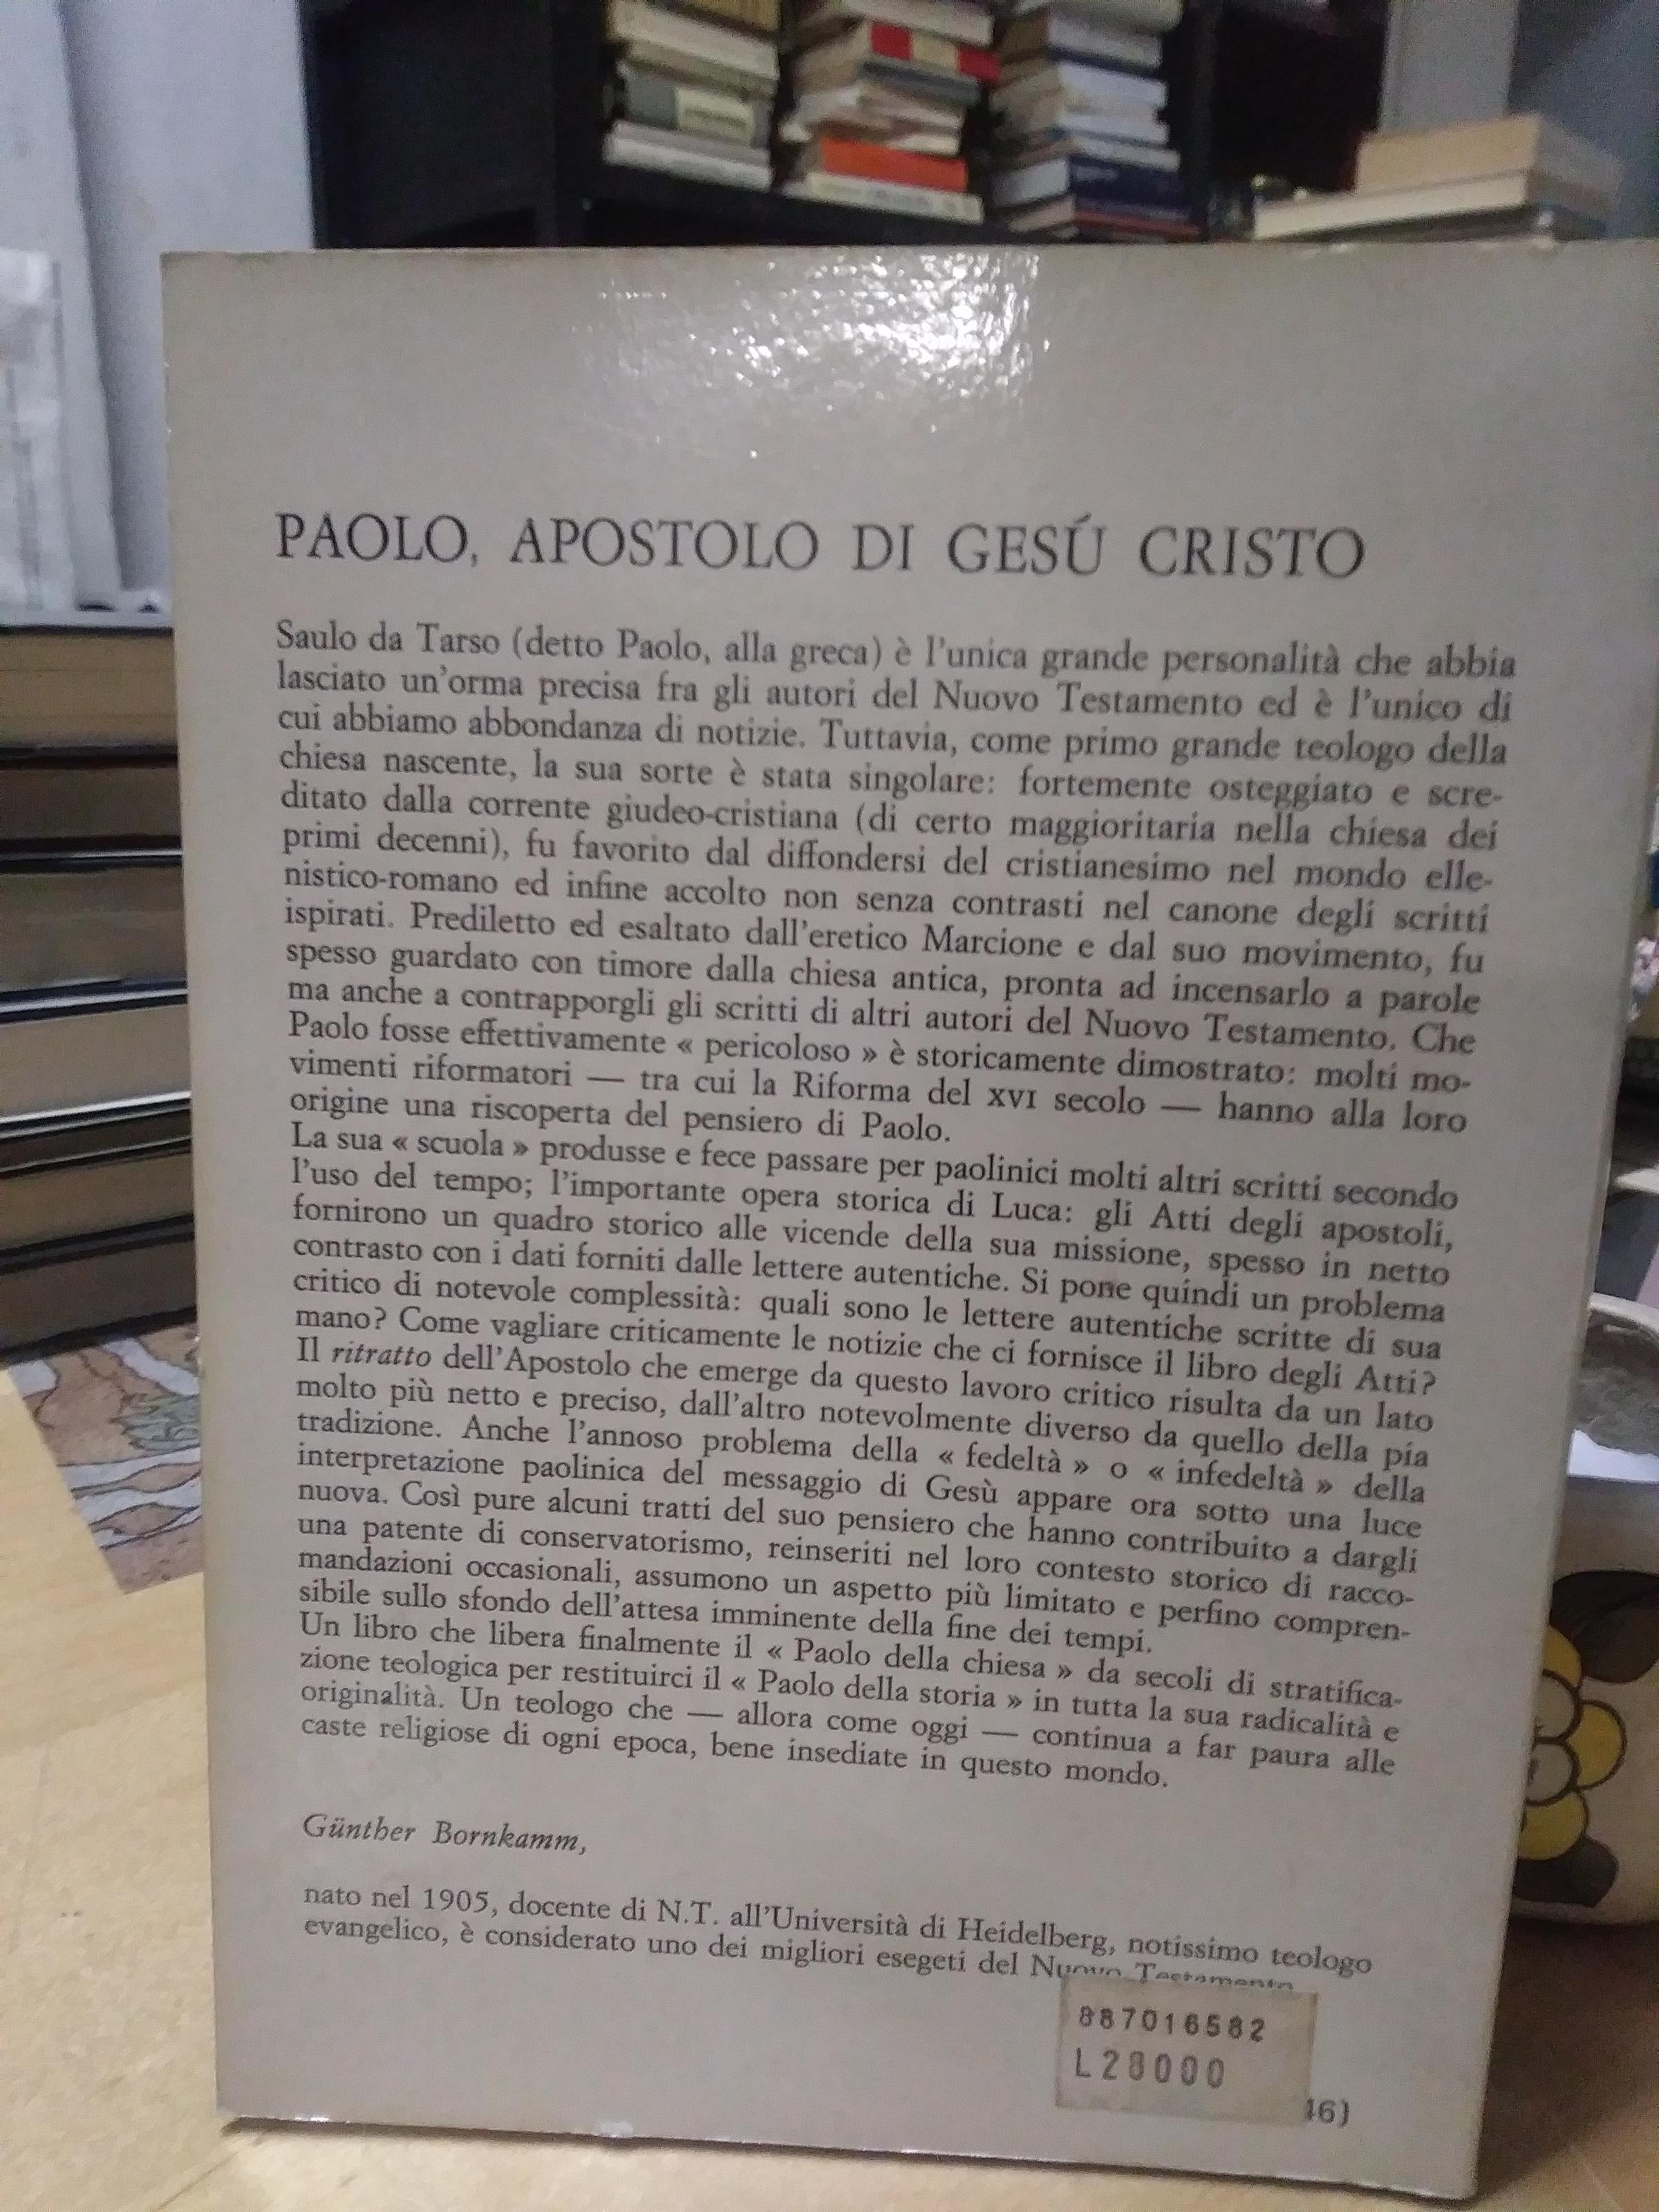 PAOLO, APOSTOLO DI GESÚ CRISTO
Saulo da Tarso (detto Paolo, alla greca) è l'unica grande personalità che abbia
lasciato un'orma precisa fra gli autori del Nuovo Testamento ed è l'unico di
cui abbiamo abbondanza di notizie. Tuttavia, come primo grande teologo della
chiesa nascente, la sua sorte è stata singolare: fortemente osteggiato e scre-
ditato dalla corrente giudeo-cristiana (di certo maggioritaria nella chiesa dei
primi decenni), fu favorito dal diffondersi del cristianesimo nel mondo elle-
nistico-romano ed infine accolto non senza contrasti nel canone degli scritti
ispirati. Prediletto ed esaltato dall'eretico Marcione e dal suo movimento, fu
spesso guardato con timore dalla chiesa antica, pronta ad incensarlo a parole
ma anche a contrapporgli gli scritti di altri autori del Nuovo Testamento. Che
Paolo fosse effettivamente « pericoloso » è storicamente dimostrato: molti mo-
vimenti riformatori — tra cui la Riforma del XVI secolo — hanno alla loro
origine una riscoperta del pensiero di Paolo.
La sua « scuola » produsse e fece passare per paolinici molti altri scritti secondo
l'uso del tempo; l'importante opera storica di Luca: gli Atti degli apostoli,
fornirono un quadro storico alle vicende della sua missione, spesso in netto
contrasto con i dati forniti dalle lettere autentiche. Si pone quindi un problema
critico di notevole complessità: quali sono le lettere autentiche scritte di sua
mano? Come vagliare criticamente le notizie che ci fornisce il libro degli Atti?
Il ritratto dell'Apostolo che emerge da questo lavoro critico risulta da un lato
molto più netto e preciso, dall'altro notevolmente diverso da quello della pia
tradizione. Anche l'annoso problema della « fedeltà » o « infedeltà » della
interpretazione paolinica del messaggio di Gesù appare ora sotto una luce
nuova. Così pure alcuni tratti del suo pensiero che hanno contribuito a dargli
una patente di conservatorismo, reinseriti nel loro contesto storico di racco-
mandazioni occasionali, assumono un aspetto più limitato e perfino compren-
sibile sullo sfondo dell'attesa imminente della fine dei tempi.
Un libro che libera finalmente il « Paolo della chiesa » da secoli di stratifica-
zione teologica per restituirci il « Paolo della storia » in tutta la sua radicalità e
originalità. Un teologo che — allora come oggi — continua a far paura alle
caste religiose di ogni epoca, bene insediate in questo mondo.
Günther Bornkamm,
nato nel 1905, docente di N.T. all'Università di Heidelberg, notissimo teologo
evangelico, è considerato uno dei migliori esegeti del Nuovo Testamento
887016582
L28000
46)